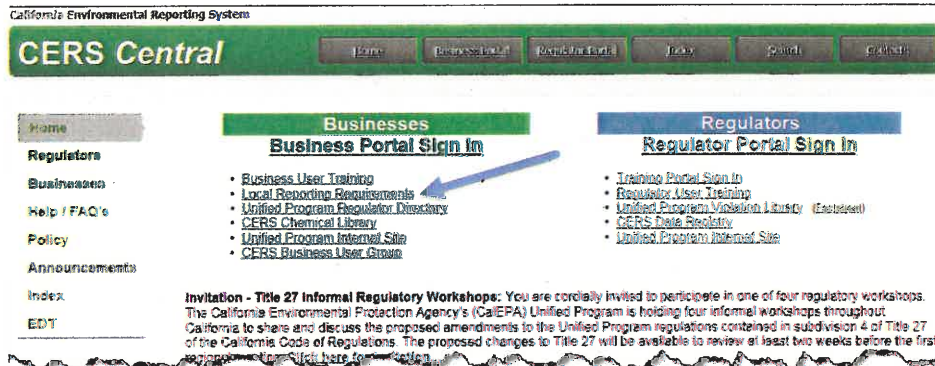 California Environmental Reporting System
CERS Central
Home Business Portal Regulator Portal Index Search Contacts
Home
Regulators
Businesses
Help / FAQ's
Policy
Announcements
Index
EDT
Businesses
Business Portal Sign In
• Business User Training
• Local Reporting Requirements
• Unified Program Regulator Directory
• CERS Chemical Library
• Unified Program Internet Site
• CERS Business User Group
Regulators
Regulator Portal Sign In
• Training Portal Sign In
• Regulator User Training
• Unified Program Violation Library
• CERS Data Registry
• Unified Program Internet Site
Invitation - Title 27 Informal Regulatory Workshops: You are cordially invited to participate in one of four regulatory workshops.
The California Environmental Protection Agency's (CalEPA) Unified Program is holding four informal workshops throughout
California to share and discuss the proposed amendments to the Unified Program regulations contained in subdivision 4 of Title 27
of the California Code of Regulations. The proposed changes to Title 27 will be available to review at least two weeks before the first
Click here for